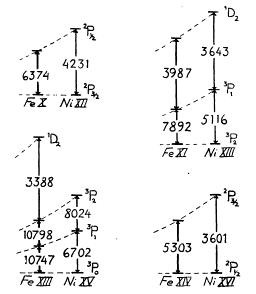 ²P½
6374 4231
²P³⁄₂
Fe X Ni XII
¹D₂
3987 3643
³P₁
7892 5116
³P₂
Fe XI Ni XIII
¹D₂
3388
³P₂
10798 8024
³P₁
10747 6702
³P₀
Fe XIII Ni XV
²P³⁄₂
5303 3601
²P½
Fe XIV Ni XVI